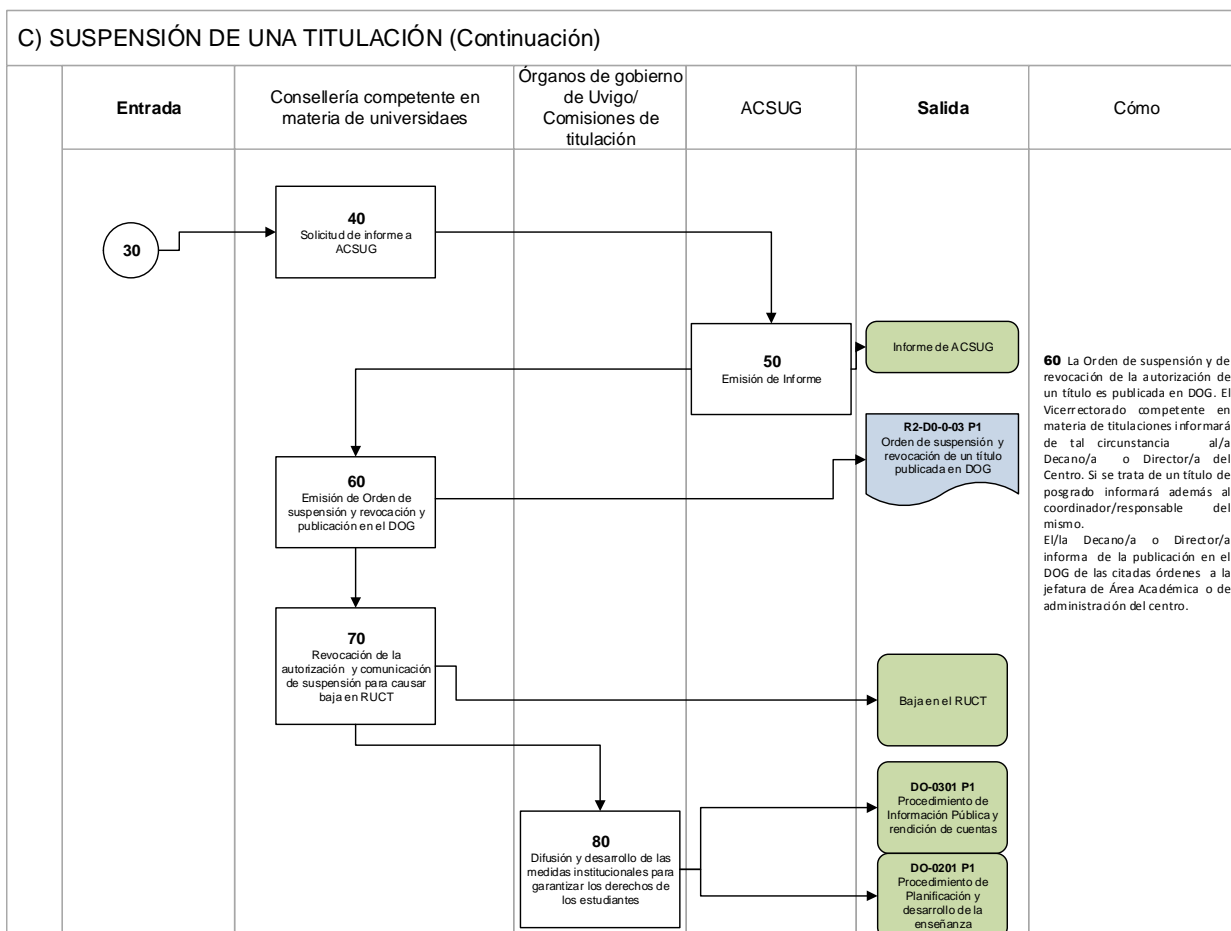 C) SUSPENSIÓN DE UNA TITULACIÓN (Continuación)
Entrada
Consellería competente en
materia de universidaes
Órganos de gobierno
de Uvigo/
Comisiones de
titulación
ACSUG
Salida
Cómo
30
40
Solicitud de informe a
ACSUG
50
Emisión de Informe
Informe de ACSUG
R2-D0-0-03 P1
Orden de suspensión y
revocación de un título
publicada en DOG
60
Emisión de Orden de
suspensión y revocación y
publicación en el DOG
60 La Orden de suspensión y de
revocación de la autorización de
un título es publicada en DOG. El
Vicerrectorado competente en
materia de titulaciones informará
de tal circunstancia al/a
Decano/a o Director/a del
Centro. Si se trata de un título de
posgrado informará además al
coordinador/responsable del
mismo.
El/la Decano/a o Director/a
informa de la publicación en el
DOG de las citadas órdenes a la
jefatura de Área Académica o de
administración del centro.
70
Revocación de la
autorización y comunicación
de suspensión para causar
baja en RUCT
Baja en el RUCT
80
Difusión y desarrollo de las
medidas institucionales para
garantizar los derechos de
los estudiantes
DO-0301 P1
Procedimiento de
Información Pública y
rendición de cuentas
DO-0201 P1
Procedimiento de
Planificación y
desarrollo de la
enseñanza